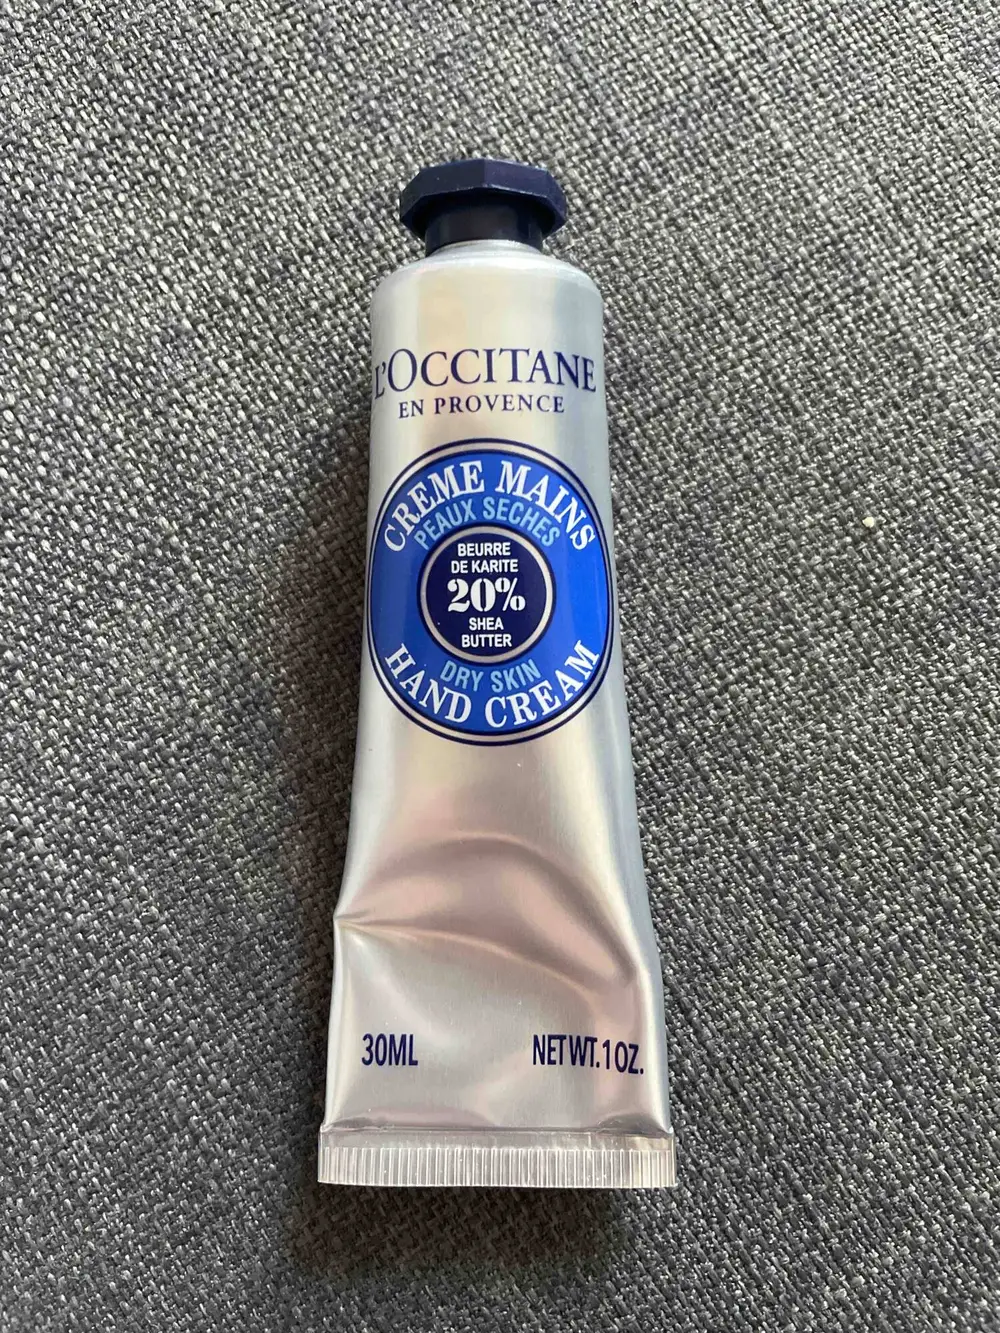 L'OCCITANE
EN PROVENCE
CREME MAINS
PEAUX SECHES
BEURRE
DE KARITE
20%
SHEA
BUTTER
DRY SKIN
HAND CREAM
30ML
NET WT.1 OZ.